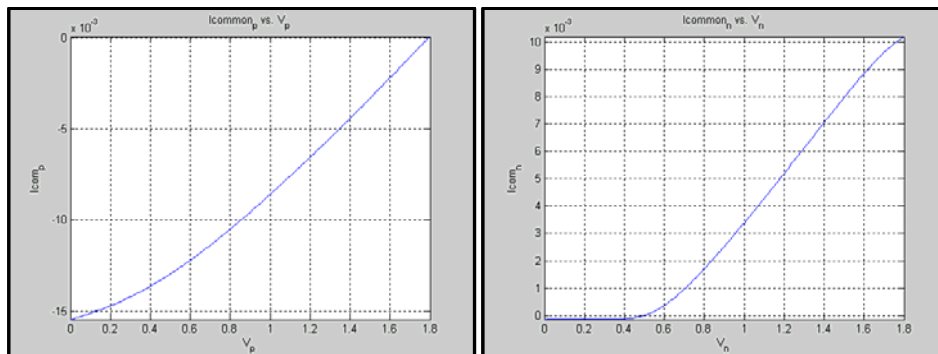 Icommon_p vs. V_p
x 10^-3
0
-5
-10
-15
Icom_p
0 0.2 0.4 0.6 0.8 1.0 1.2 1.4 1.6 1.8
V_p
Icommon_n vs. V_n
x 10^-3
10
9
8
7
6
5
4
3
2
1
0
Icom_n
0 0.2 0.4 0.6 0.8 1 1.2 1.4 1.6 1.8
V_n